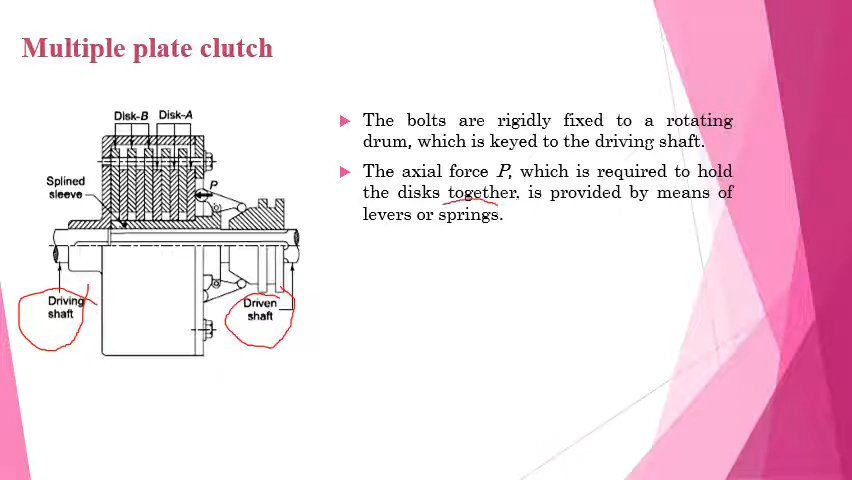 Multiple plate clutch
Disk-B Disk-A
Splined
sleeve
P
Driving
shaft
Driven
shaft
The bolts are rigidly fixed to a rotating
drum, which is keyed to the driving shaft.
The axial force P, which is required to hold
the disks together, is provided by means of
levers or springs.